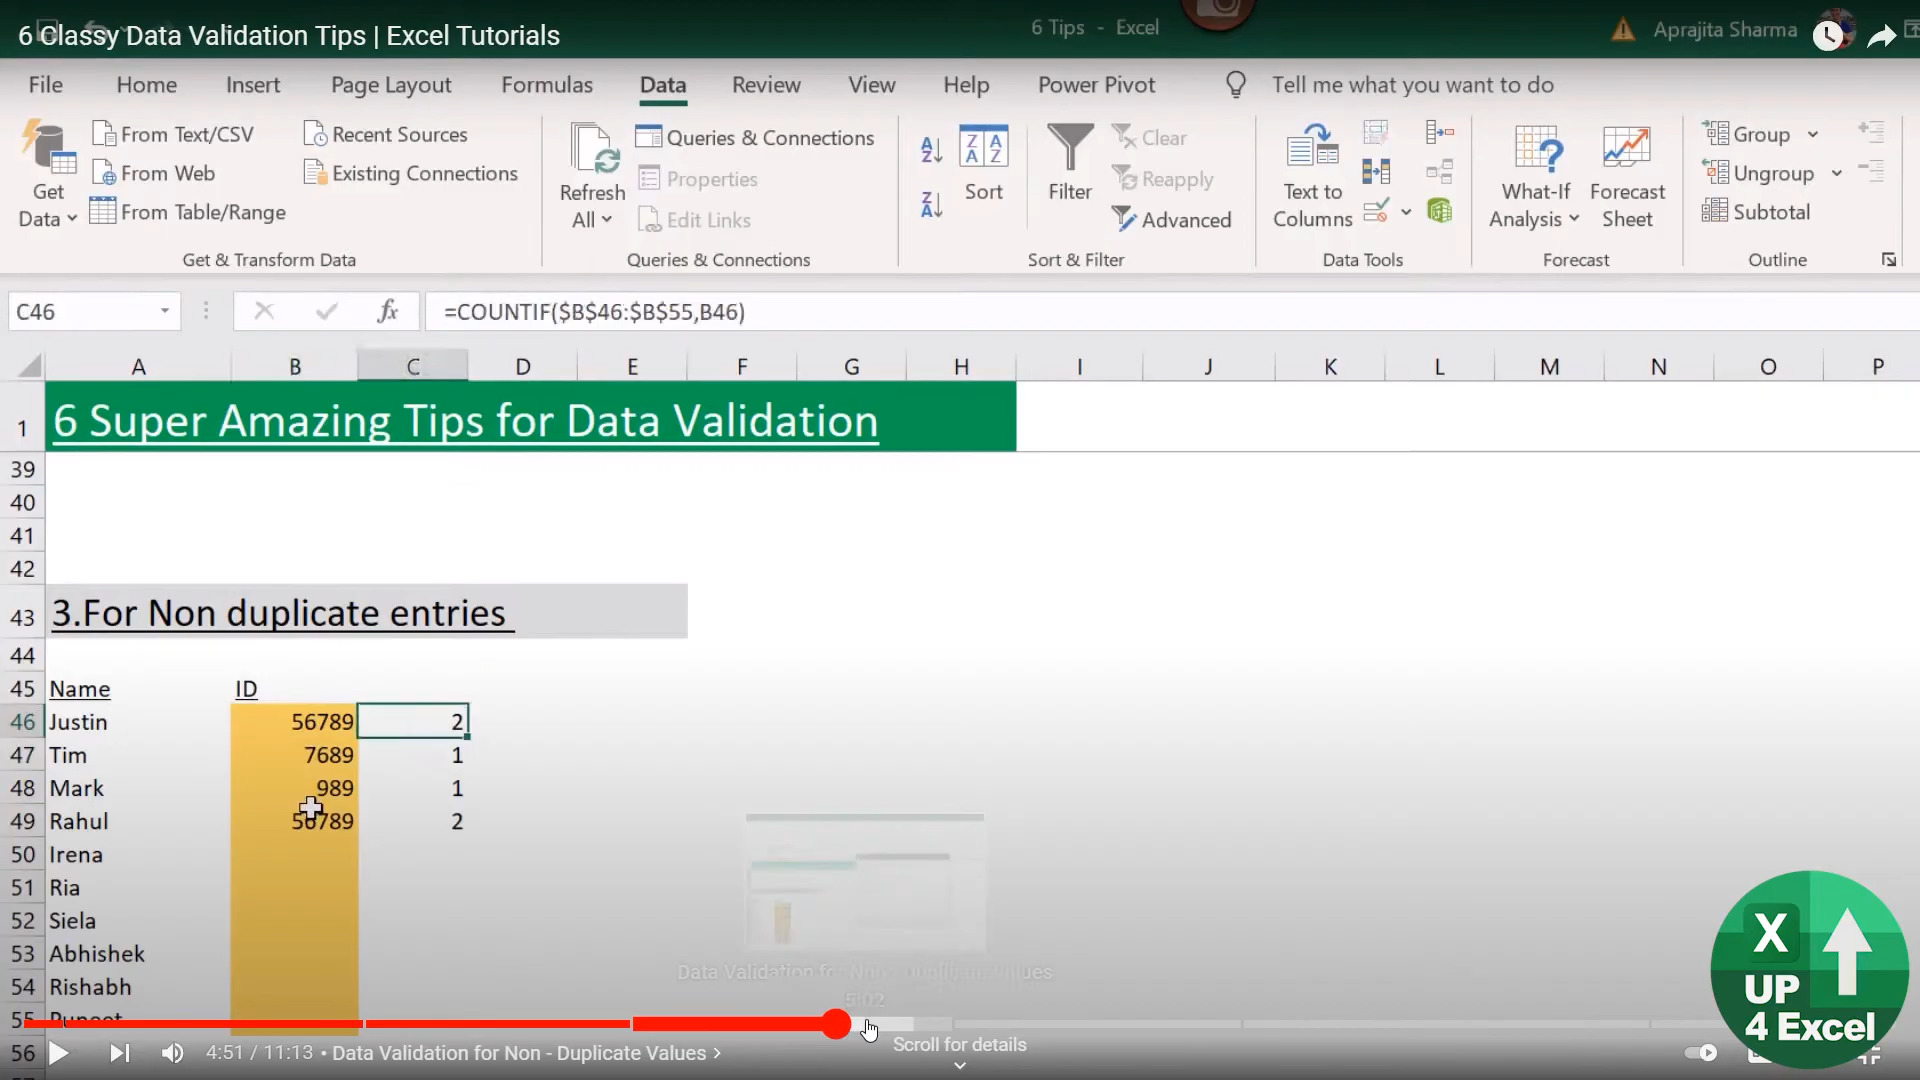 6 Classy Data Validation Tips | Excel Tutorials
6 Tips - Excel
Aprajita Sharma
File Home Insert Page Layout Formulas Data Review View Help Power Pivot Tell me what you want to do
Get Data
From Text/CSV
From Web
From Table/Range
Recent Sources
Existing Connections
Get & Transform Data
Refresh All
Queries & Connections
Properties
Edit Links
Queries & Connections
Sort
Filter
Clear
Reapply
Advanced
Sort & Filter
Text to Columns
Data Tools
What-If Analysis
Forecast Sheet
Forecast
Group
Ungroup
Subtotal
Outline
C46 fx =COUNTIF($B$46:$B$55,B46)
A B C D E F G H I J K L M N O P
1 6 Super Amazing Tips for Data Validation
39
40
41
42
43 3.For Non duplicate entries
44
45 Name ID
46 Justin 56789 2
47 Tim 7689 1
48 Mark 989 1
49 Rahul 56789 2
50 Irena
51 Ria
52 Siela
53 Abhishek
54 Rishabh
55 Puneet
56
5:02
4:51 / 11:13 • Data Validation for Non - Duplicate Values
Scroll for details
X UP 4 Excel